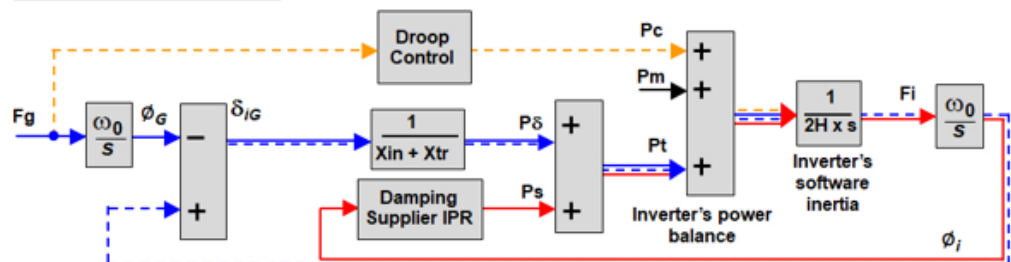 Droop
Control
Pc
Pm
Fg
ω0
s
ϕG
δiG
1
Xin + Xtr
Pδ
Damping
Supplier IPR
Ps
Pt
+
+
+
−
+
+
+
Inverter's power
balance
1
2H x s
Inverter's
software
inertia
Fi
ω0
s
ϕi